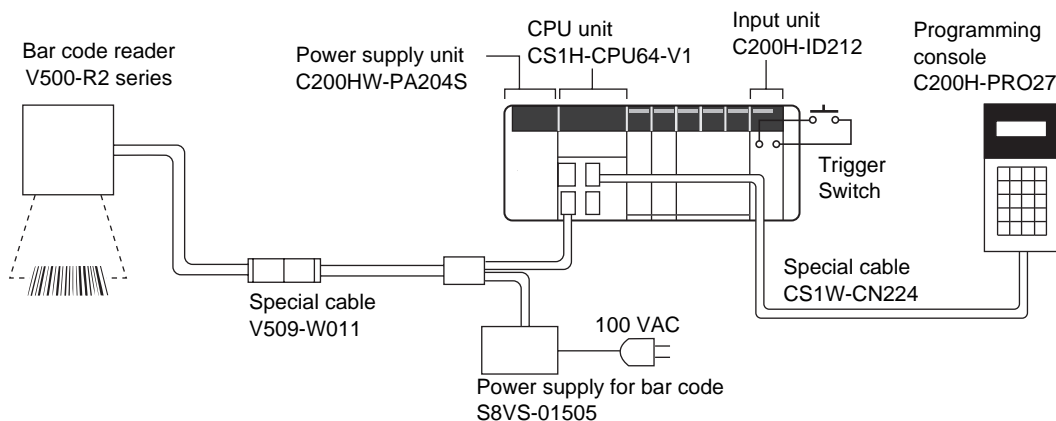 Bar code reader
V500-R2 series
Power supply unit
C200HW-PA204S
CPU unit
CS1H-CPU64-V1
Input unit
C200H-ID212
Programming
console
C200H-PRO27
Trigger
Switch
Special cable
V509-W011
Special cable
CS1W-CN224
100 VAC
Power supply for bar code
S8VS-01505